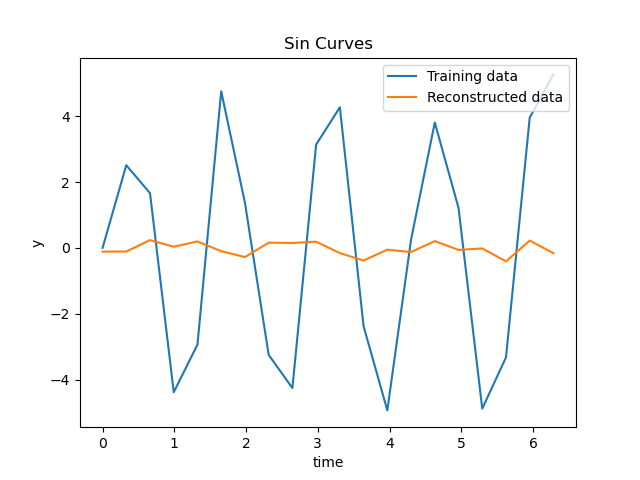 Sin Curves
Training data
Reconstructed data
4
2
0
−2
−4
y
0 1 2 3 4 5 6
time